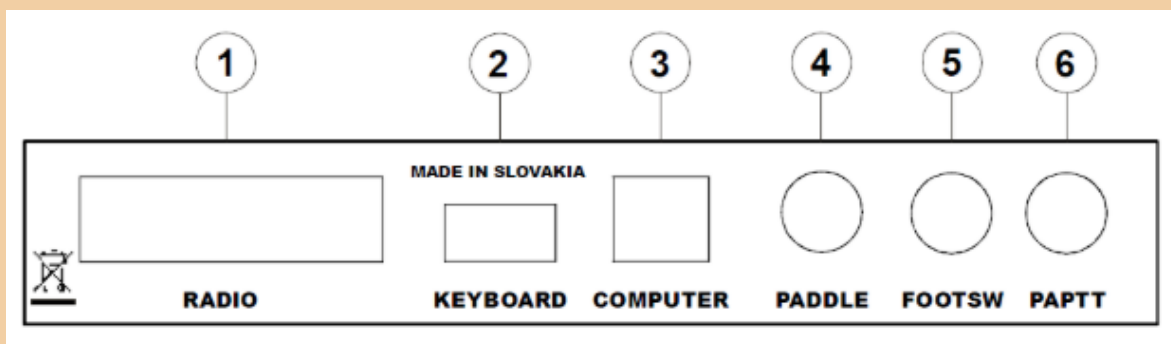 1 2 3 4 5 6
MADE IN SLOVAKIA
RADIO KEYBOARD COMPUTER PADDLE FOOTSW PAPTT